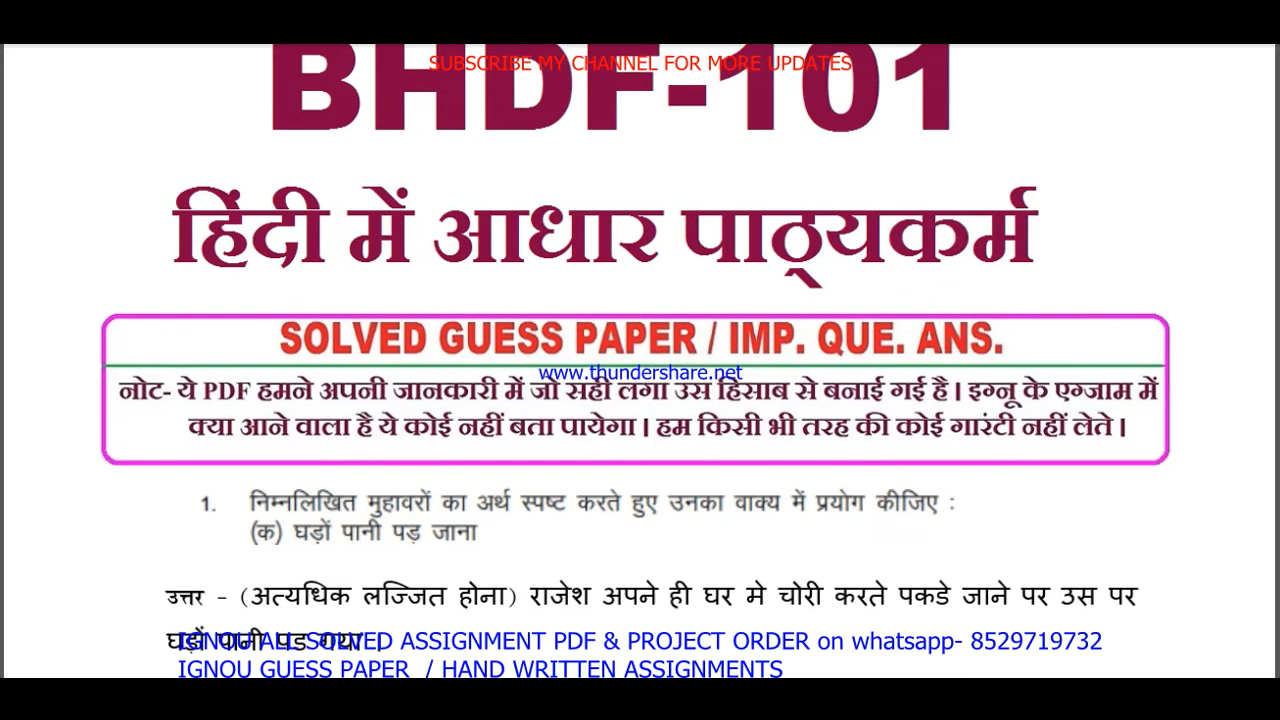 BHDF-101
SUBSCRIBE MY CHANNEL FOR MORE UPDATES
हिंदी में आधार पाठ्यकर्म
SOLVED GUESS PAPER / IMP. QUE. ANS.
www.thundershare.net
नोट- ये PDF हमने अपनी जानकारी में जो सही लगा उस हिसाब से बनाई गई है। इग्नू के एग्जाम में
क्या आने वाला है ये कोई नहीं बता पायेगा। हम किसी भी तरह की कोई गारंटी नहीं लेते।
1. निम्नलिखित मुहावरों का अर्थ स्पष्ट करते हुए उनका वाक्य में प्रयोग कीजिए :
(क) घड़ों पानी पड़ जाना
उत्तर - (अत्यधिक लज्जित होना) राजेश अपने ही घर मे चोरी करते पकडे जाने पर उस पर
घड़ों पानी पड गया।
IGNOU ALL SOLVED ASSIGNMENT PDF & PROJECT ORDER on whatsapp- 8529719732
IGNOU GUESS PAPER / HAND WRITTEN ASSIGNMENTS